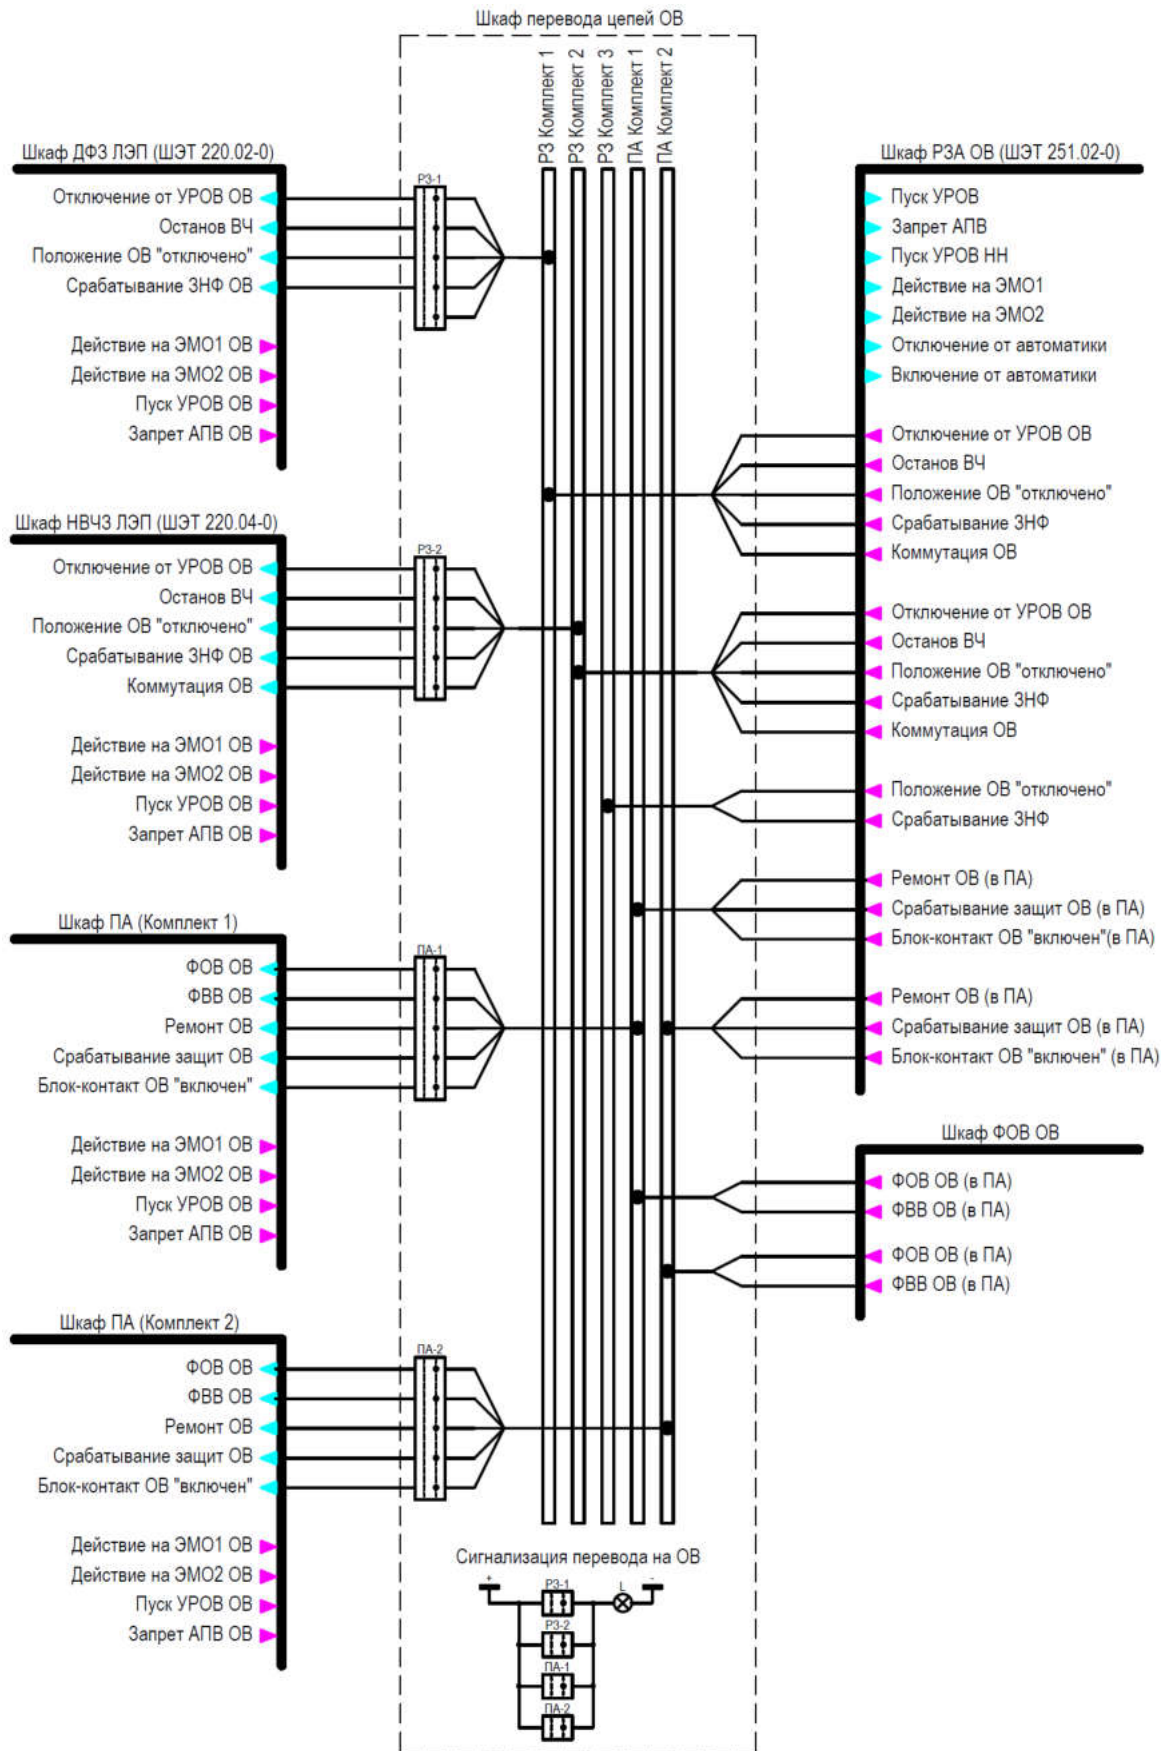 Шкаф перевода цепей ОВ
РЗ Комплект 1
РЗ Комплект 2
РЗ Комплект 3
ПА Комплект 1
ПА Комплект 2
Шкаф ДФЗ ЛЭП (ШЭТ 220.02-0)
Отключение от УРОВ ОВ
Останов ВЧ
Положение ОВ "отключено"
Срабатывание ЗНФ ОВ
Действие на ЭМО1 ОВ
Действие на ЭМО2 ОВ
Пуск УРОВ ОВ
Запрет АПВ ОВ
РЗ-1
Шкаф НВЧЗ ЛЭП (ШЭТ 220.04-0)
Отключение от УРОВ ОВ
Останов ВЧ
Положение ОВ "отключено"
Срабатывание ЗНФ ОВ
Коммутация ОВ
Действие на ЭМО1 ОВ
Действие на ЭМО2 ОВ
Пуск УРОВ ОВ
Запрет АПВ ОВ
РЗ-2
Шкаф ПА (Комплект 1)
ФОВ ОВ
ФВВ ОВ
Ремонт ОВ
Срабатывание защит ОВ
Блок-контакт ОВ "включен"
Действие на ЭМО1 ОВ
Действие на ЭМО2 ОВ
Пуск УРОВ ОВ
Запрет АПВ ОВ
ПА-1
Шкаф ПА (Комплект 2)
ФОВ ОВ
ФВВ ОВ
Ремонт ОВ
Срабатывание защит ОВ
Блок-контакт ОВ "включен"
Действие на ЭМО1 ОВ
Действие на ЭМО2 ОВ
Пуск УРОВ ОВ
Запрет АПВ ОВ
ПА-2
Шкаф РЗА ОВ (ШЭТ 251.02-0)
Пуск УРОВ
Запрет АПВ
Пуск УРОВ НН
Действие на ЭМО1
Действие на ЭМО2
Отключение от автоматики
Включение от автоматики
Отключение от УРОВ ОВ
Останов ВЧ
Положение ОВ "отключено"
Срабатывание ЗНФ
Коммутация ОВ
Отключение от УРОВ ОВ
Останов ВЧ
Положение ОВ "отключено"
Срабатывание ЗНФ
Коммутация ОВ
Положение ОВ "отключено"
Срабатывание ЗНФ
Ремонт ОВ (в ПА)
Срабатывание защит ОВ (в ПА)
Блок-контакт ОВ "включен"(в ПА)
Ремонт ОВ (в ПА)
Срабатывание защит ОВ (в ПА)
Блок-контакт ОВ "включен" (в ПА)
Шкаф ФОВ ОВ
ФОВ ОВ (в ПА)
ФВВ ОВ (в ПА)
ФОВ ОВ (в ПА)
ФВВ ОВ (в ПА)
Сигнализация перевода на ОВ
+ РЗ-1 L -
РЗ-2
ПА-1
ПА-2